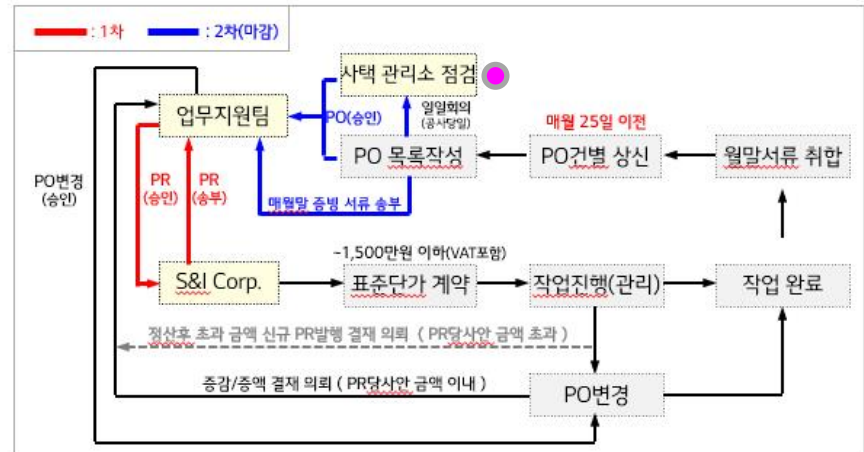 : 1차 : 2차(마감)
사택 관리소 점검
업무지원팀
PO(승인)
일일회의
(공사당일)
매월 25일 이전
PO 목록작성
PO건별 상신
월말서류 취합
PO변경
(승인)
PR
(승인)
PR
(송부)
매월말 증빙 서류 송부
~1,500만원 이하(VAT포함)
S&I Corp.
표준단가 계약
작업진행(관리)
작업 완료
정산후 초과 금액 신규 PR발행 결재 의뢰 ( PR당사안 금액 초과 )
증감/증액 결재 의뢰 ( PR당사안 금액 이내 )
PO변경